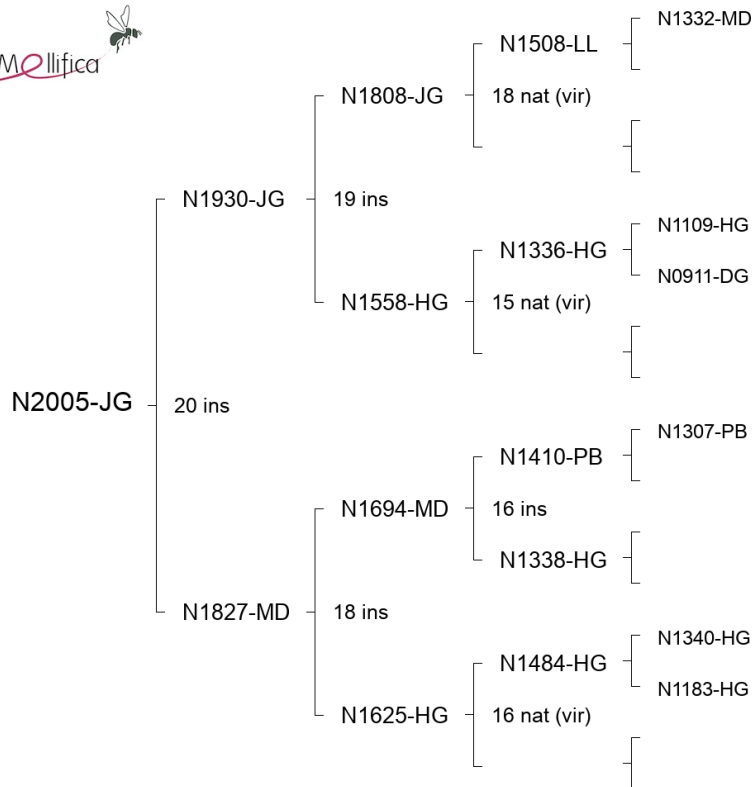 Mellifica
N1332-MD
N1508-LL
N1808-JG
18 nat (vir)
N1930-JG
19 ins
N1109-HG
N1336-HG
N0911-DG
N1558-HG
15 nat (vir)
N2005-JG
20 ins
N1307-PB
N1410-PB
N1694-MD
16 ins
N1338-HG
N1827-MD
18 ins
N1340-HG
N1484-HG
N1183-HG
N1625-HG
16 nat (vir)